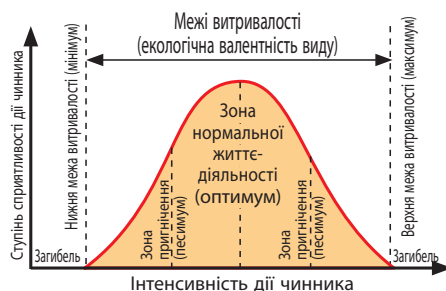 Межі витривалості
(екологічна валентність виду)
Ступінь сприятливості дії чинника
Нижня межа витривалості (мінімум)
Зона
нормальної
життє-
діяльності
(оптимум)
Верхня межа витривалості (максимум)
Зона
пригнічення
(песимум)
Зона
пригнічення
(песимум)
Загибель
Загибель
Інтенсивність дії чинника